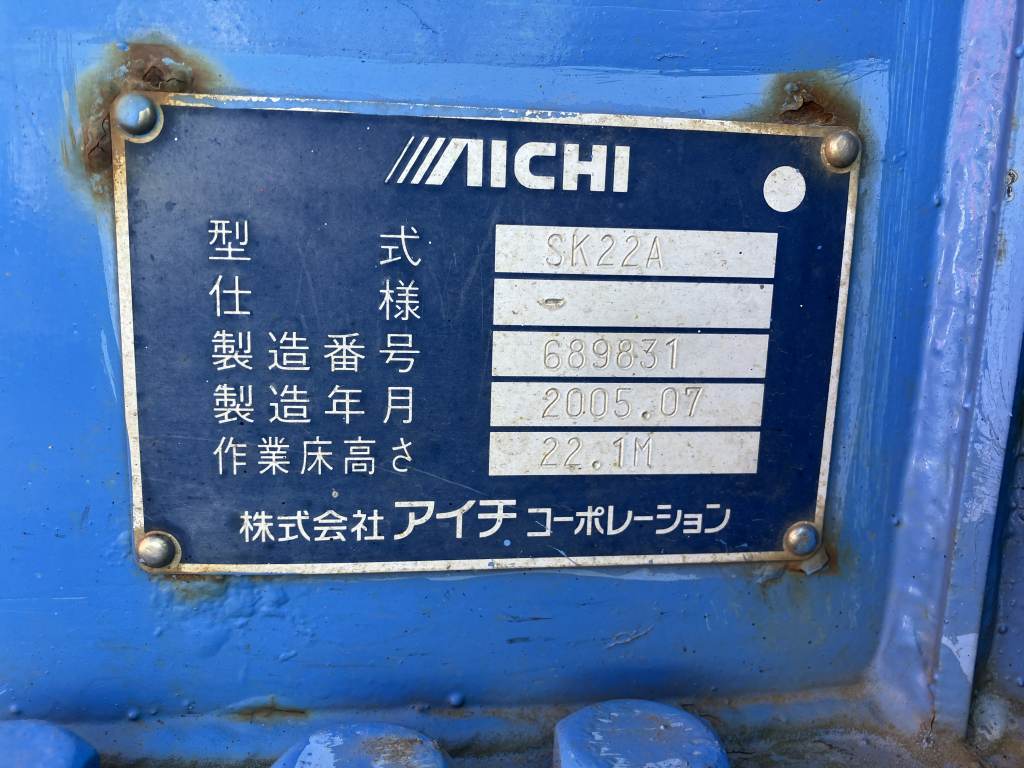 AICHI
型式 SK22A
仕様 -
製造番号 689831
製造年月 2005.07
作業床高さ 22.1M
株式会社 アイチ コーポレーション